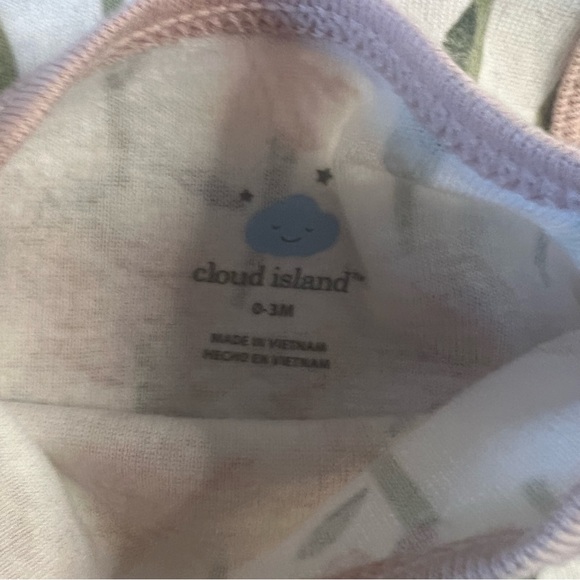 cloud island™
0-3M
MADE IN VIETNAM
HECHO EN VIETNAM